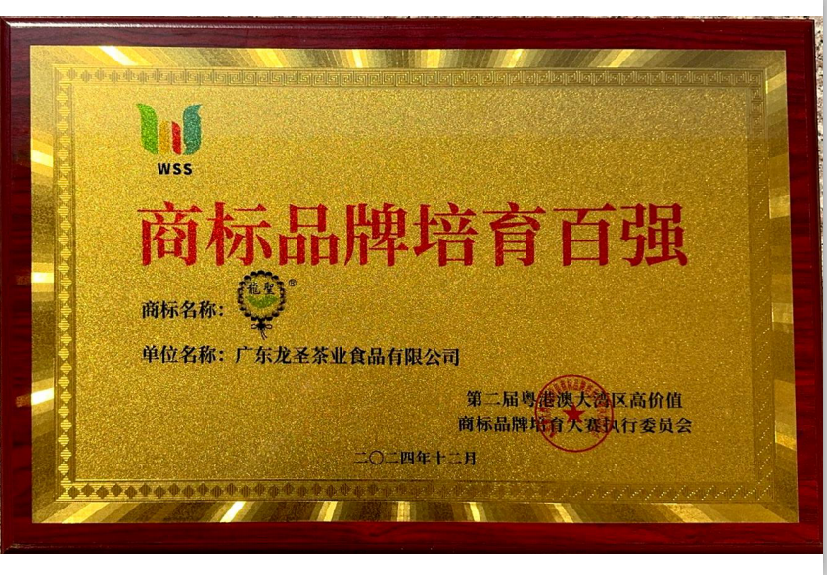 WSS
商标品牌培育百强
商标名称：龍聖®
单位名称：广东龙圣茶业食品有限公司
第二届粤港澳大湾区高价值
商标品牌培育大赛执行委员会
二〇二四年十二月